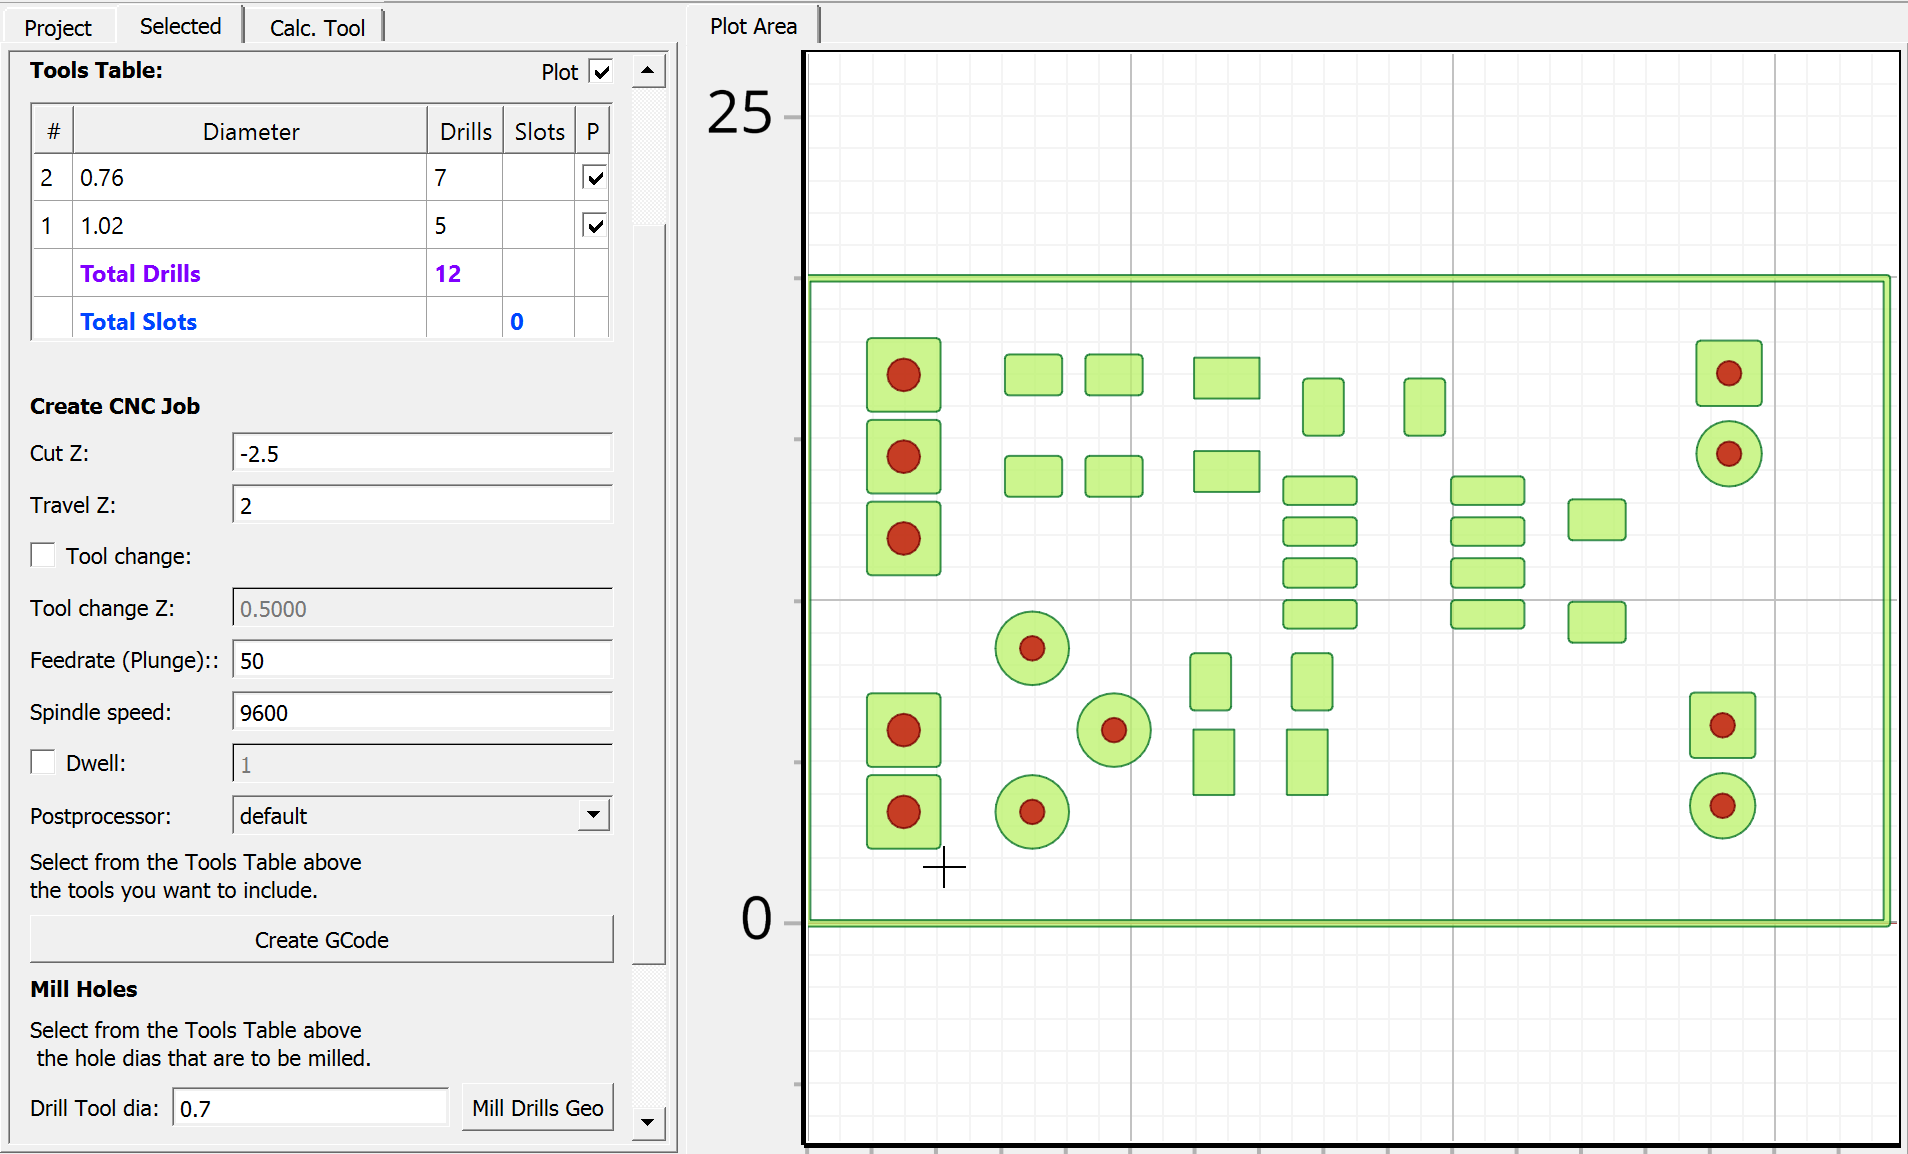 Project Selected Calc. Tool Plot Area
Tools Table: Plot
# Diameter Drills Slots P
2 0.76 7
1 1.02 5
Total Drills 12
Total Slots 0
Create CNC Job
Cut Z: -2.5
Travel Z: 2
Tool change:
Tool change Z: 0.5000
Feedrate (Plunge):: 50
Spindle speed: 9600
Dwell: 1
Postprocessor: default
Select from the Tools Table above
the tools you want to include.
Create GCode
Mill Holes
Select from the Tools Table above
the hole dias that are to be milled.
Drill Tool dia: 0.7 Mill Drills Geo
25
0